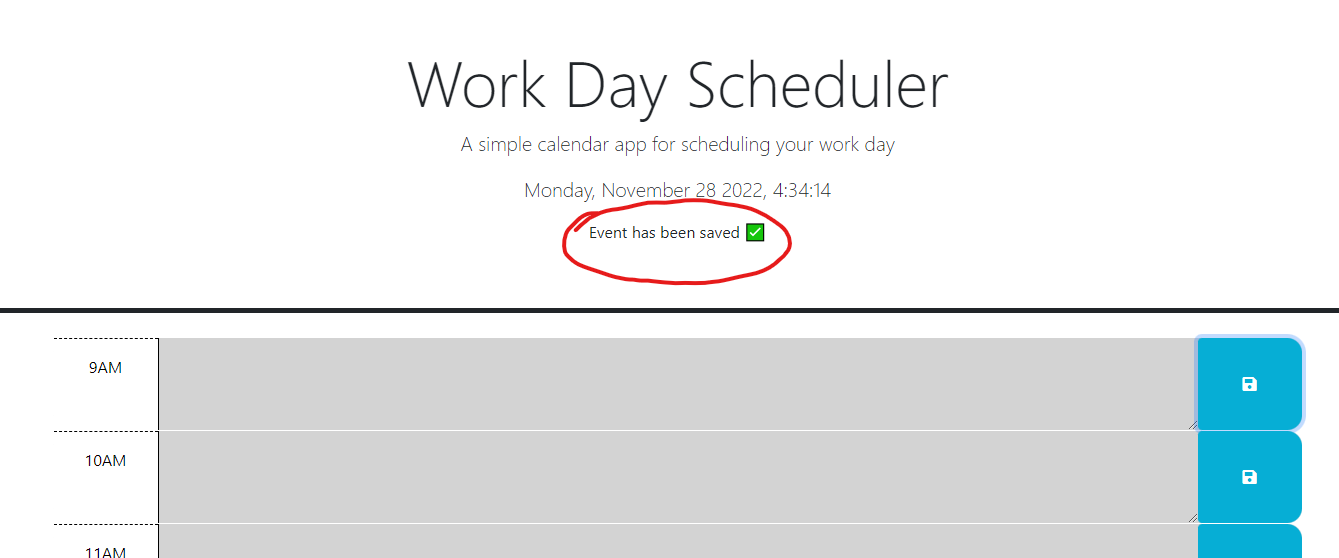 Work Day Scheduler
A simple calendar app for scheduling your work day
Monday, November 28 2022, 4:34:14
Event has been saved ✅
9AM
10AM
11AM